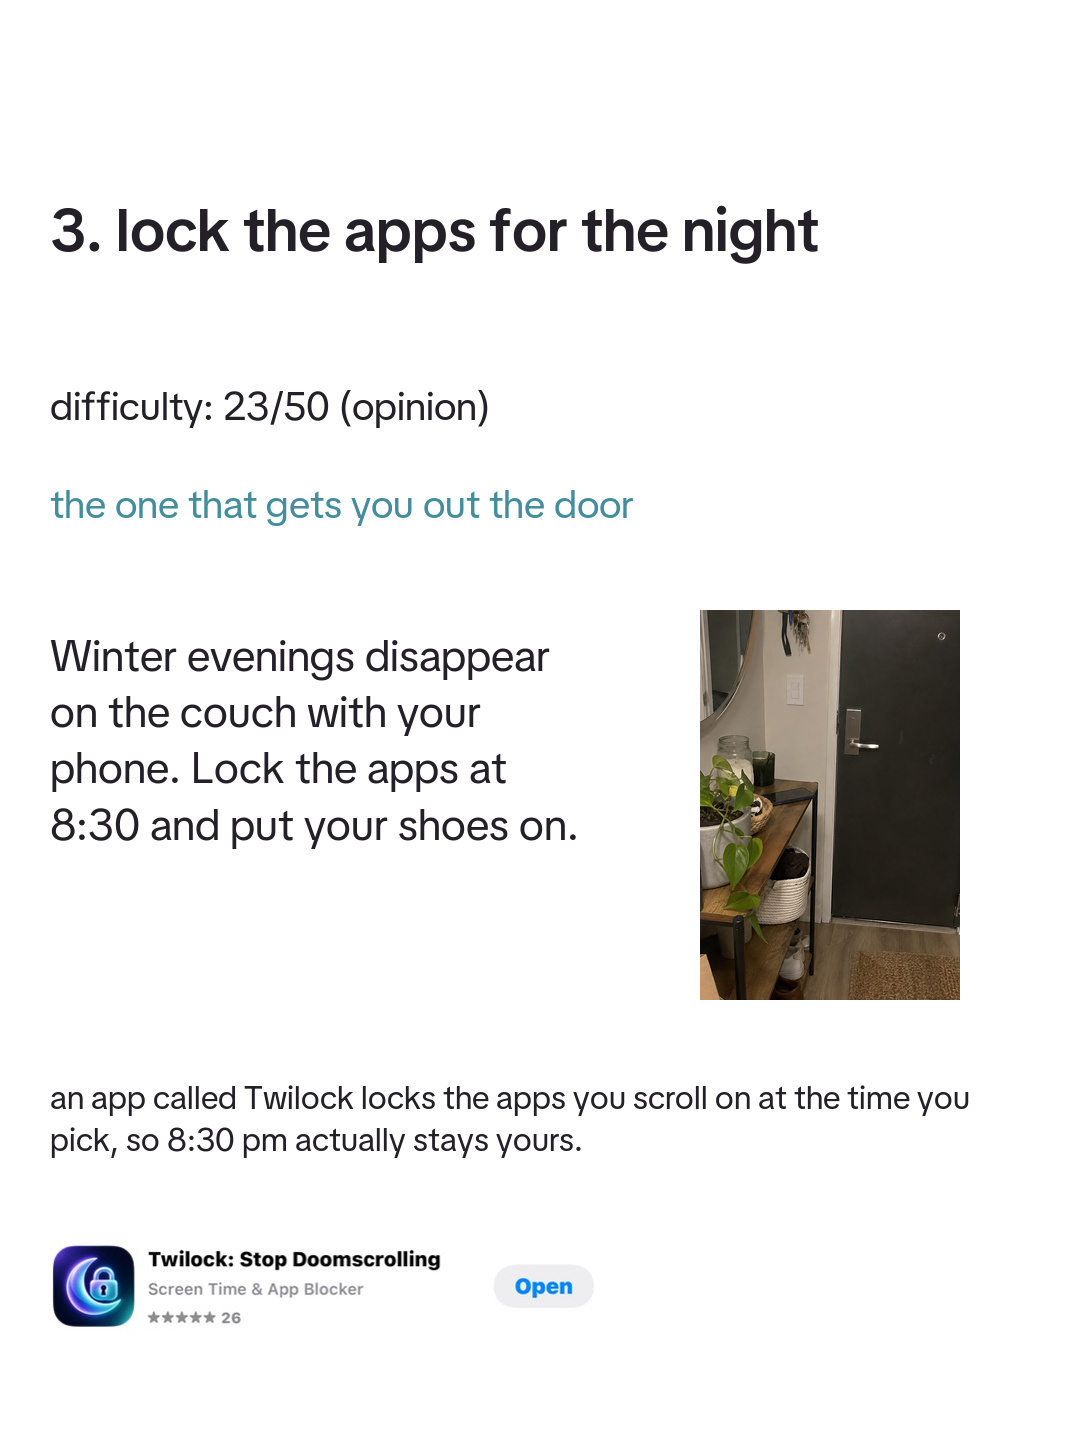 3. lock the apps for the night
difficulty: 23/50 (opinion)
the one that gets you out the door
Winter evenings disappear
on the couch with your
phone. Lock the apps at
8:30 and put your shoes on.
an app called Twilock locks the apps you scroll on at the time you
pick, so 8:30 pm actually stays yours.
Twilock: Stop Doomscrolling
Screen Time & App Blocker
★★★★★ 26
Open